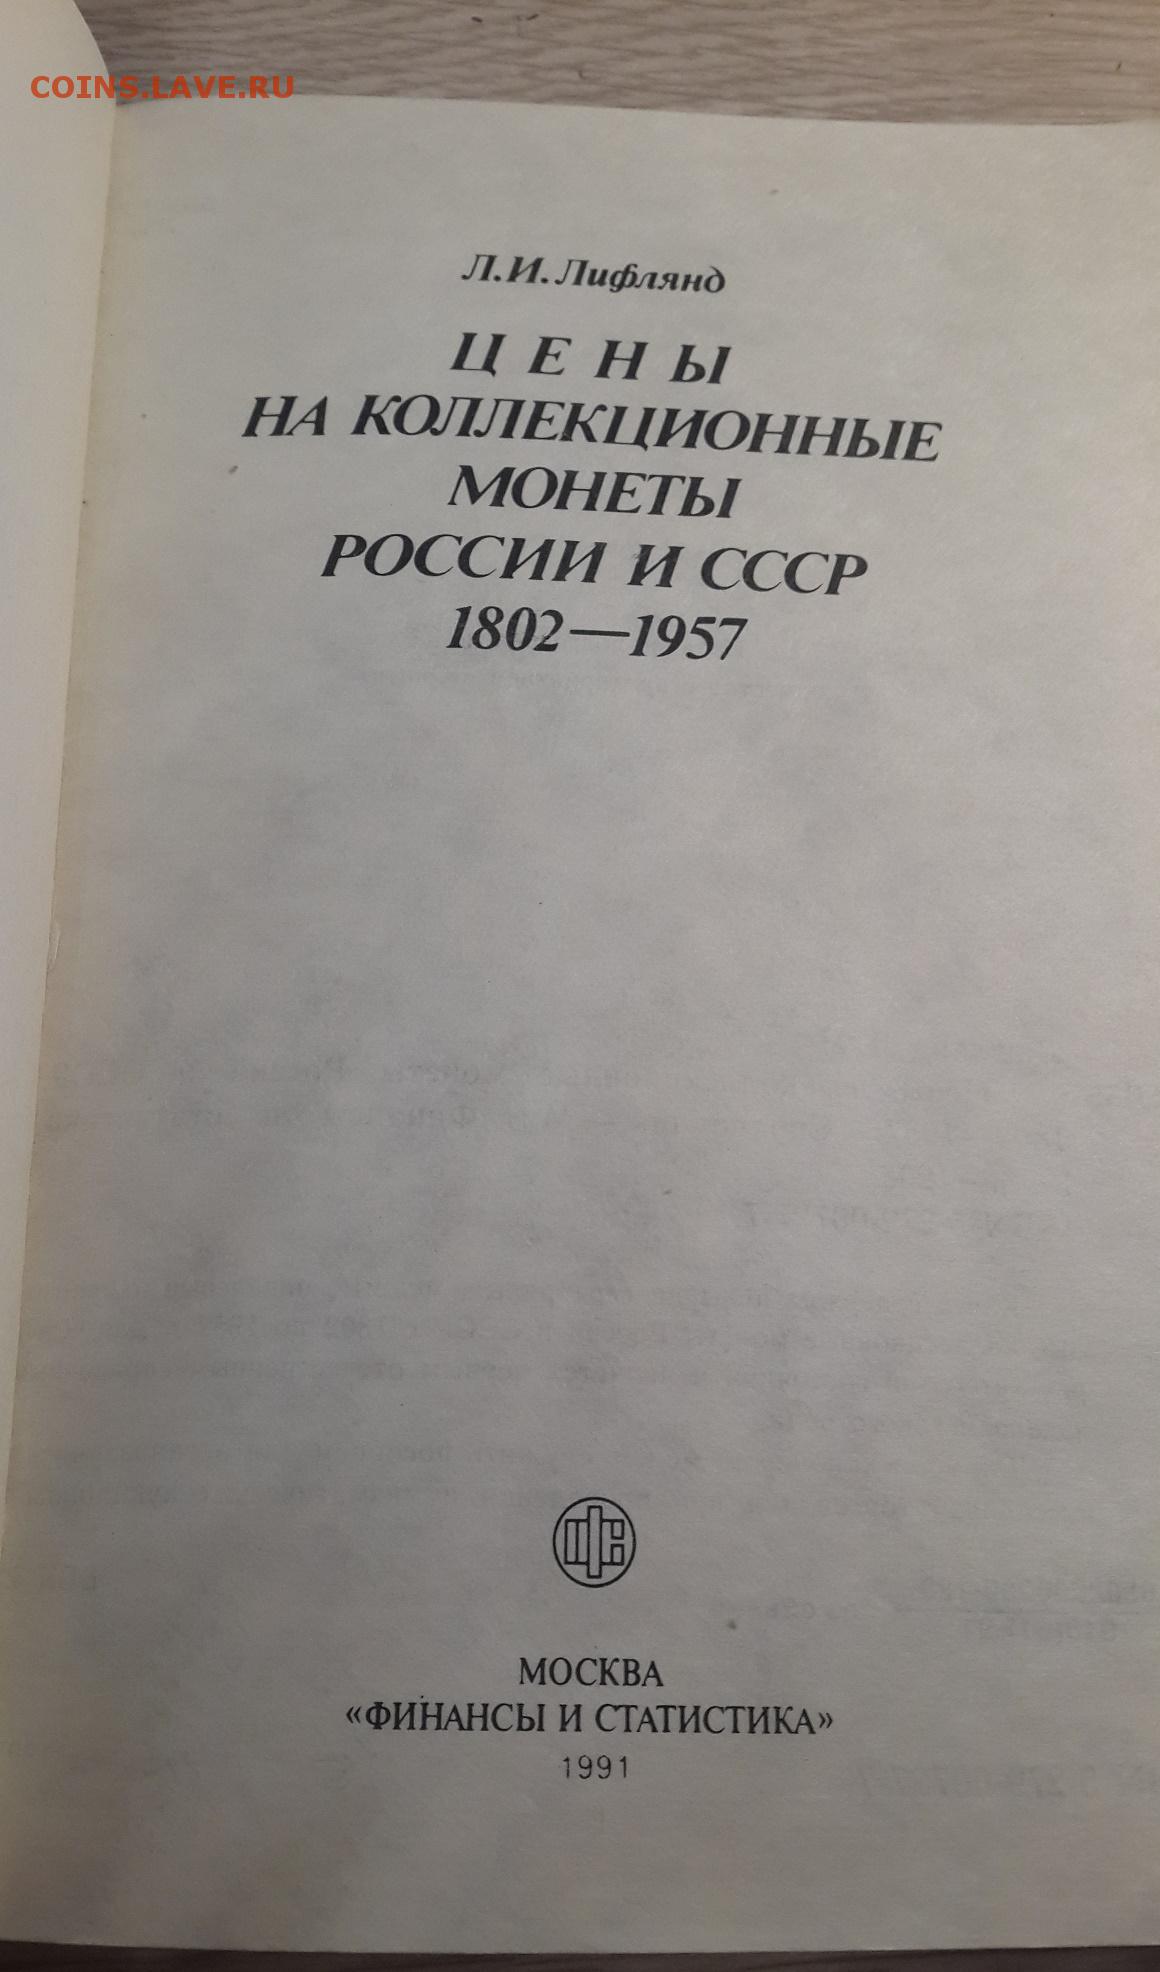 COINS.LAVE.RU
Л.И. Лифлянд
ЦЕНЫ
НА КОЛЛЕКЦИОННЫЕ
МОНЕТЫ
РОССИИ И СССР
1802—1957
МОСКВА
«ФИНАНСЫ И СТАТИСТИКА»
1991